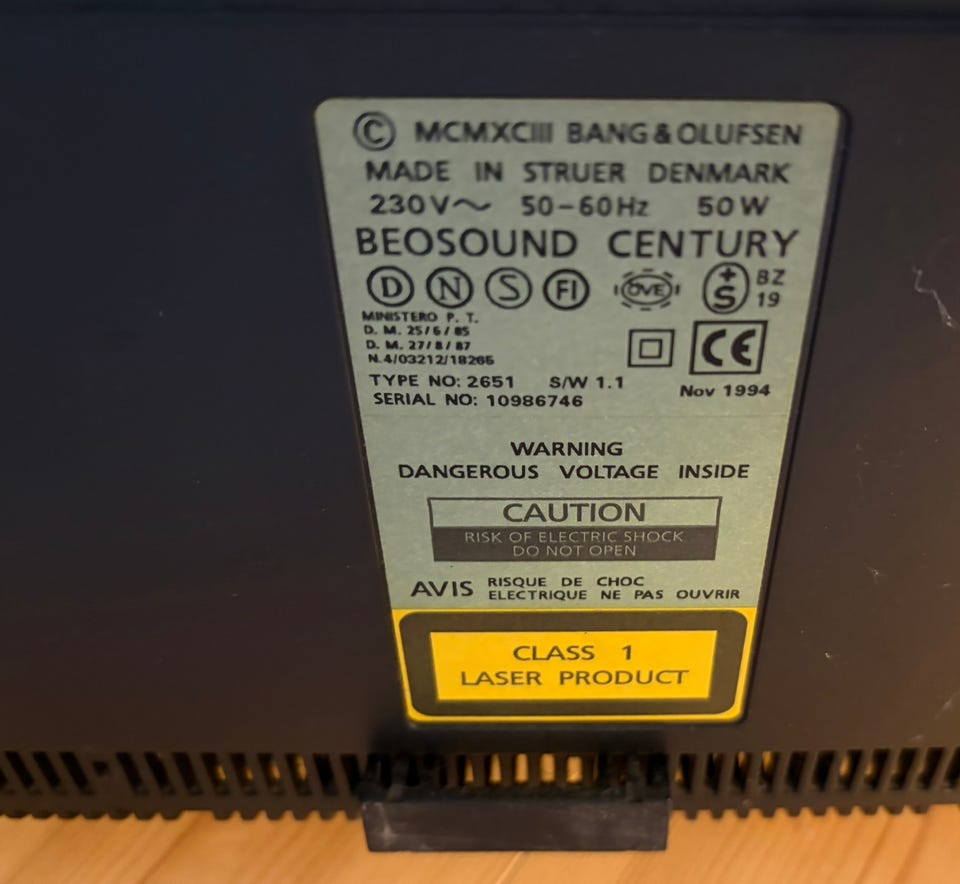 © MCMXCIII BANG & OLUFSEN
MADE IN STRUER DENMARK
230V~ 50-60Hz 50W
BEOSOUND CENTURY
D N S FI OVE +S BZ 19
MINISTERO P. T.
D. M. 25/6/85
D. M. 27/8/87
N.4/03212/18265
CE
TYPE NO: 2651 S/W 1.1 Nov 1994
SERIAL NO: 10986746
WARNING
DANGEROUS VOLTAGE INSIDE
CAUTION
RISK OF ELECTRIC SHOCK
DO NOT OPEN
AVIS RISQUE DE CHOC
ELECTRIQUE NE PAS OUVRIR
CLASS 1
LASER PRODUCT